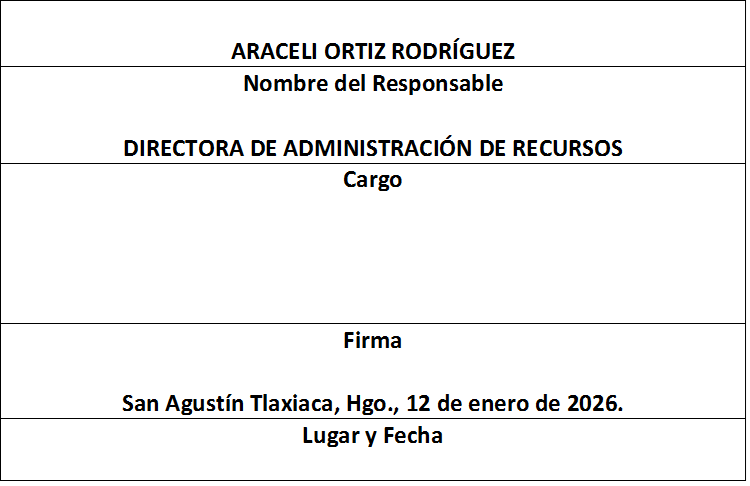 ARACELI ORTIZ RODRÍGUEZ
Nombre del Responsable
DIRECTORA DE ADMINISTRACIÓN DE RECURSOS
Cargo
Firma
San Agustín Tlaxiaca, Hgo., 12 de enero de 2026.
Lugar y Fecha